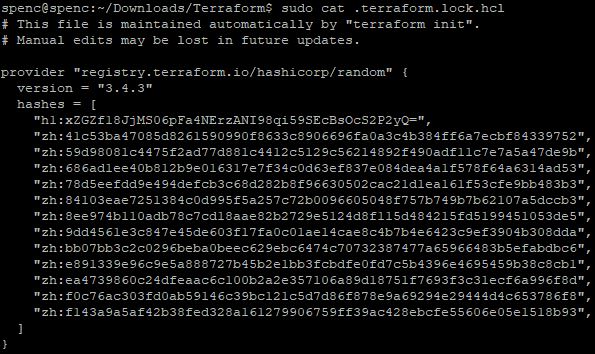 spenc@spenc:~/Downloads/Terraform$ sudo cat .terraform.lock.hcl
# This file is maintained automatically by "terraform init".
# Manual edits may be lost in future updates.
provider "registry.terraform.io/hashicorp/random" {
version = "3.4.3"
hashes = [
"h1:xZGZf18JjMS06pFa4NErzANI98qi59SEcBsOcS2P2yQ=",
"zh:41c53ba47085d8261590990f8633c8906696fa0a3c4b384ff6a7ecbf84339752",
"zh:59d98081c4475f2ad77d881c4412c5129c56214892f490adf11c7e7a5a47de9b",
"zh:686ad1ee40b812b9e016317e7f34c0d63ef837e084dea4a1f578f64a6314ad53",
"zh:78d5eefdd9e494defcb3c68d282b8f96630502cac21d1ea161f53cfe9bb483b3",
"zh:84103eae7251384c0d995f5a257c72b0096605048f757b749b7b62107a5dccb3",
"zh:8ee974b110adb78c7cd18aae82b2729e5124d8f115d484215fd5199451053de5",
"zh:9dd4561e3c847e45de603f17fa0c01ae14cae8c4b7b4e6423c9ef3904b308dda",
"zh:bb07bb3c2c0296beba0beec629ebc6474c70732387477a65966483b5efabdbc6",
"zh:e891339e96c9e5a888727b45b2e1bb3fcbdfe0fd7c5b4396e4695459b38c8cb1",
"zh:ea4739860c24dfeaac6c100b2a2e357106a89d18751f7693f3c31ecf6a996f8d",
"zh:f0c76ac303fd0ab59146c39bc121c5d7d86f878e9a69294e29444d4c653786f8",
"zh:f143a9a5af42b38fed328a161279906759ff39ac428ebcfe55606e05e1518b93",
]
}